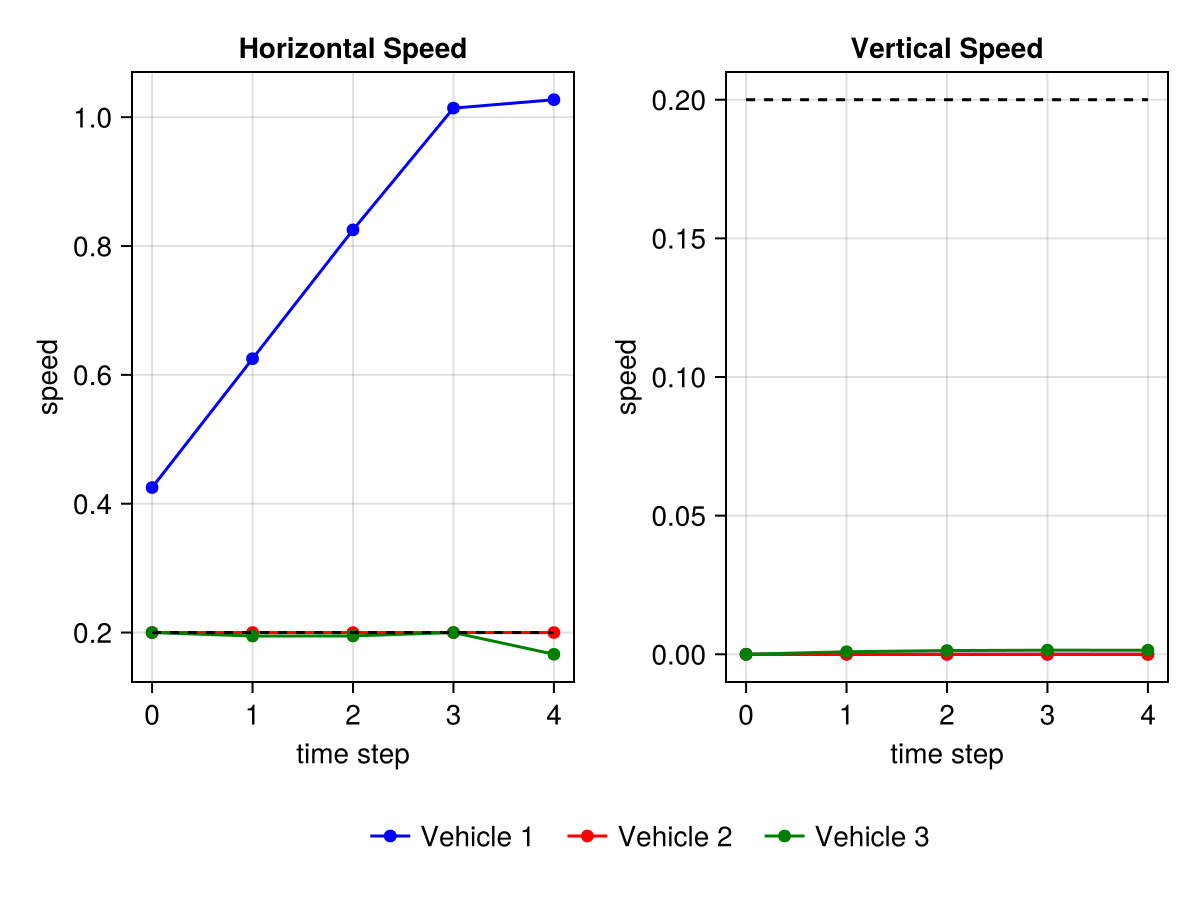 Horizontal Speed
1.0
0.8
0.6
0.4
0.2
speed
0 1 2 3 4
time step
Vertical Speed
0.20
0.15
0.10
0.05
0.00
speed
0 1 2 3 4
time step
Vehicle 1 Vehicle 2 Vehicle 3